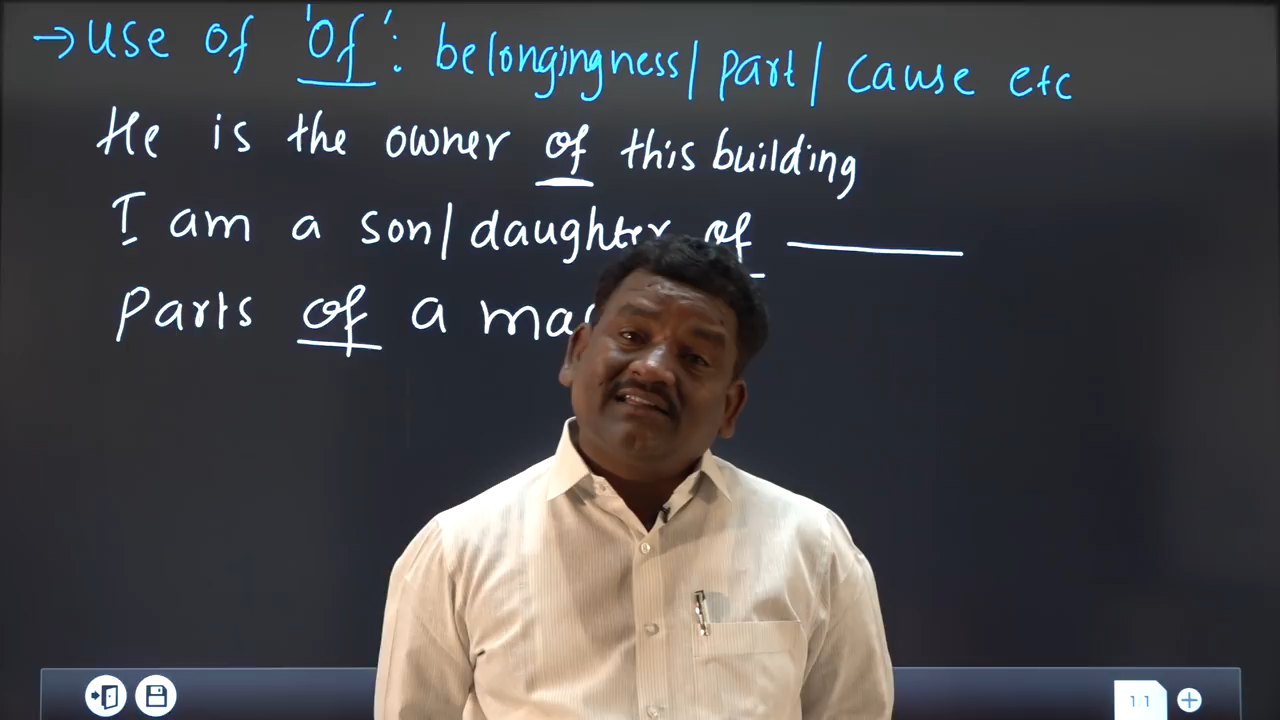 → use of 'Of': belongingness/ part/ cause etc
He is the owner of this building
I am a son/ daughter of ______
Parts of a
11